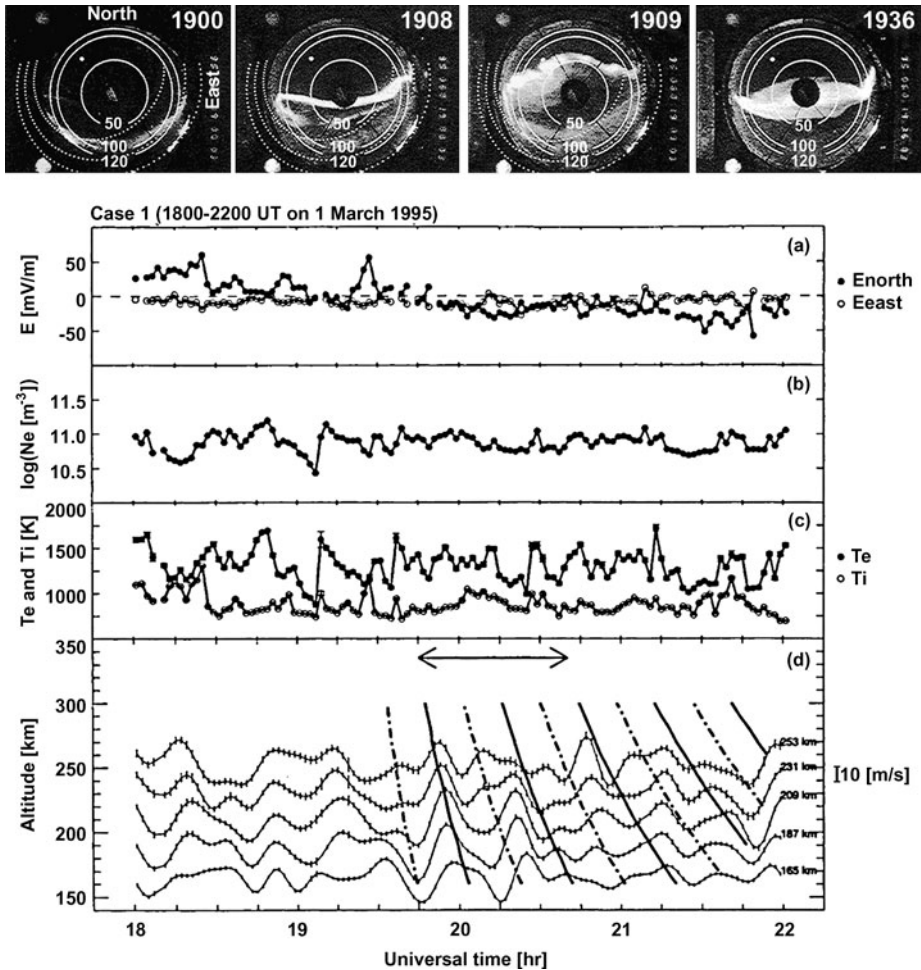 North 1900 1908 1909 1936
East
50 50 50 50
100 100 100 100
120 120 120 120
Case 1 (1800-2200 UT on 1 March 1995)
(a)
E [mV/m]
50
0
-50
Enorth
Eeast
(b)
log(Ne [m⁻³])
11.5
11.0
10.5
(c)
Te and Ti [K]
2000
1500
1000
Te
Ti
(d)
Altitude [km]
350
300
250
200
150
253 km
231 km
209 km
187 km
165 km
10 [m/s]
18 19 20 21 22
Universal time [hr]